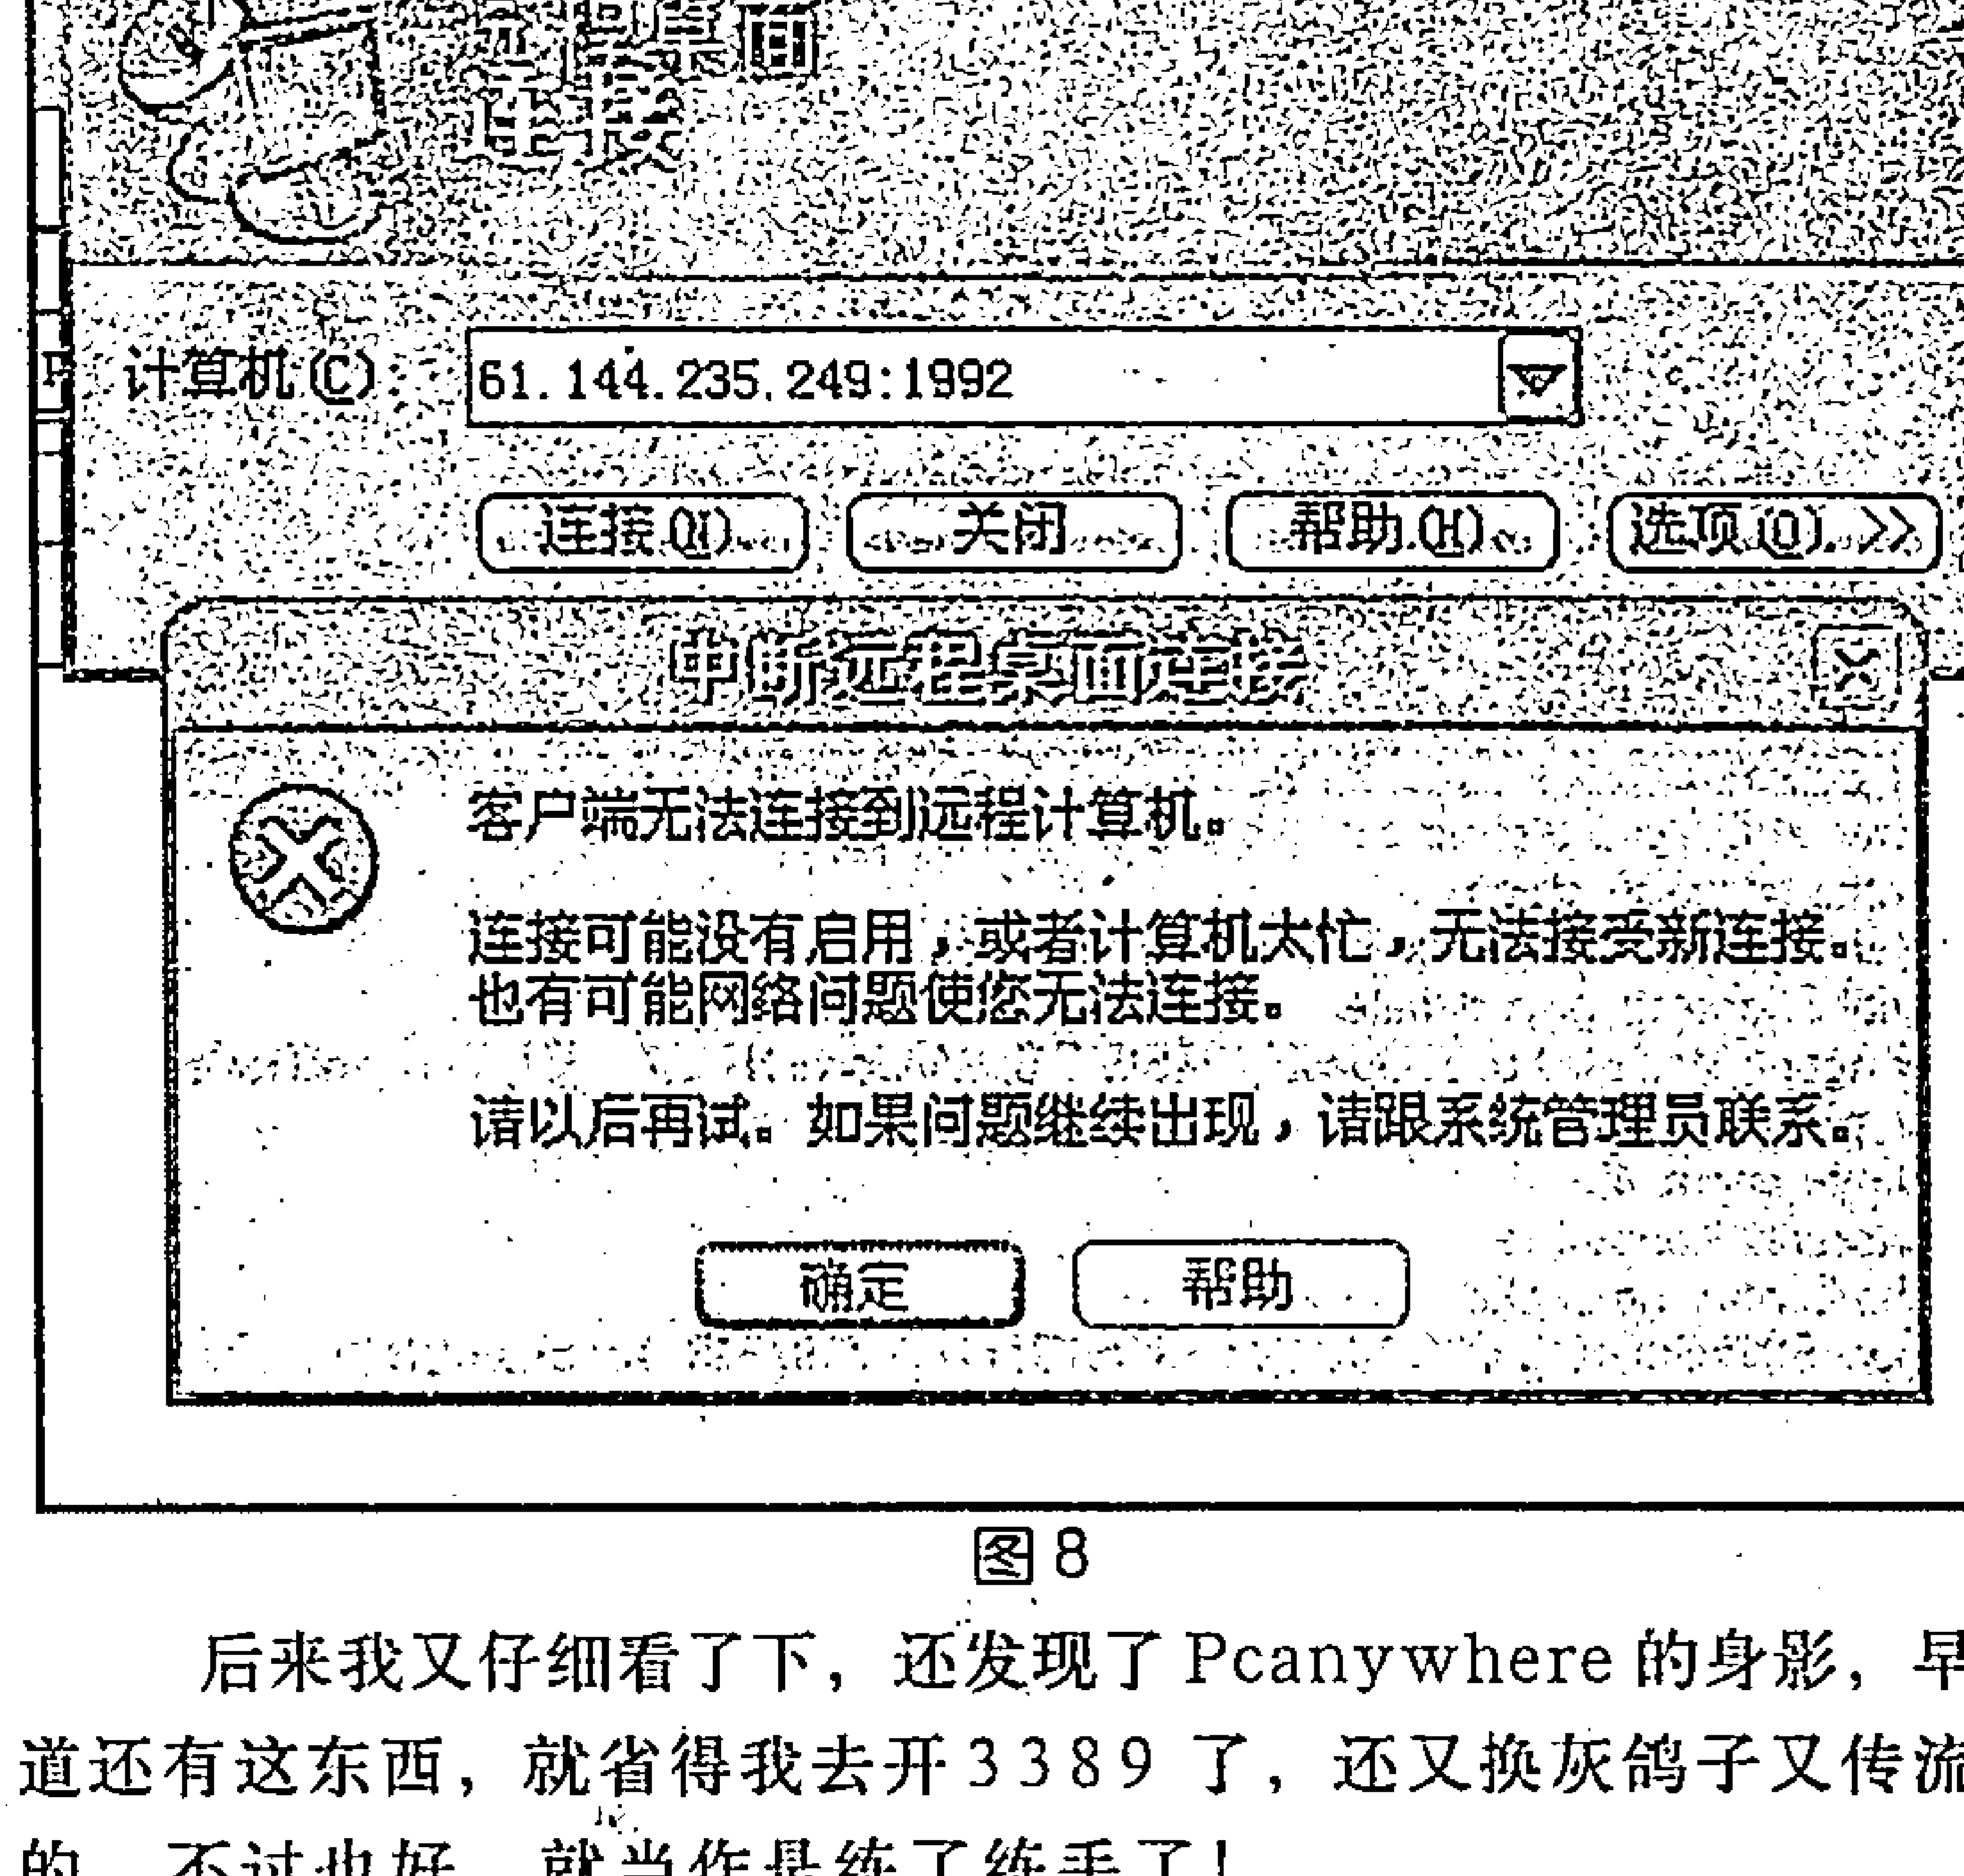 远程桌面
连接
计算机(C): 61.144.235.249:1992
连接(N) 关闭 帮助(H) 选项(O) >>
中断远程桌面连接
客户端无法连接到远程计算机。
连接可能没有启用,或者计算机太忙,无法接受新连接。
也有可能网络问题使您无法连接。
请以后再试。如果问题继续出现,请跟系统管理员联系。
确定 帮助
图8
后来我又仔细看了下,还发现了Pcanywhere的身影,早
道还有这东西,就省得我去开3389了,还又换灰鸽子又传流
的 不过也好 就当作是练了练手了!